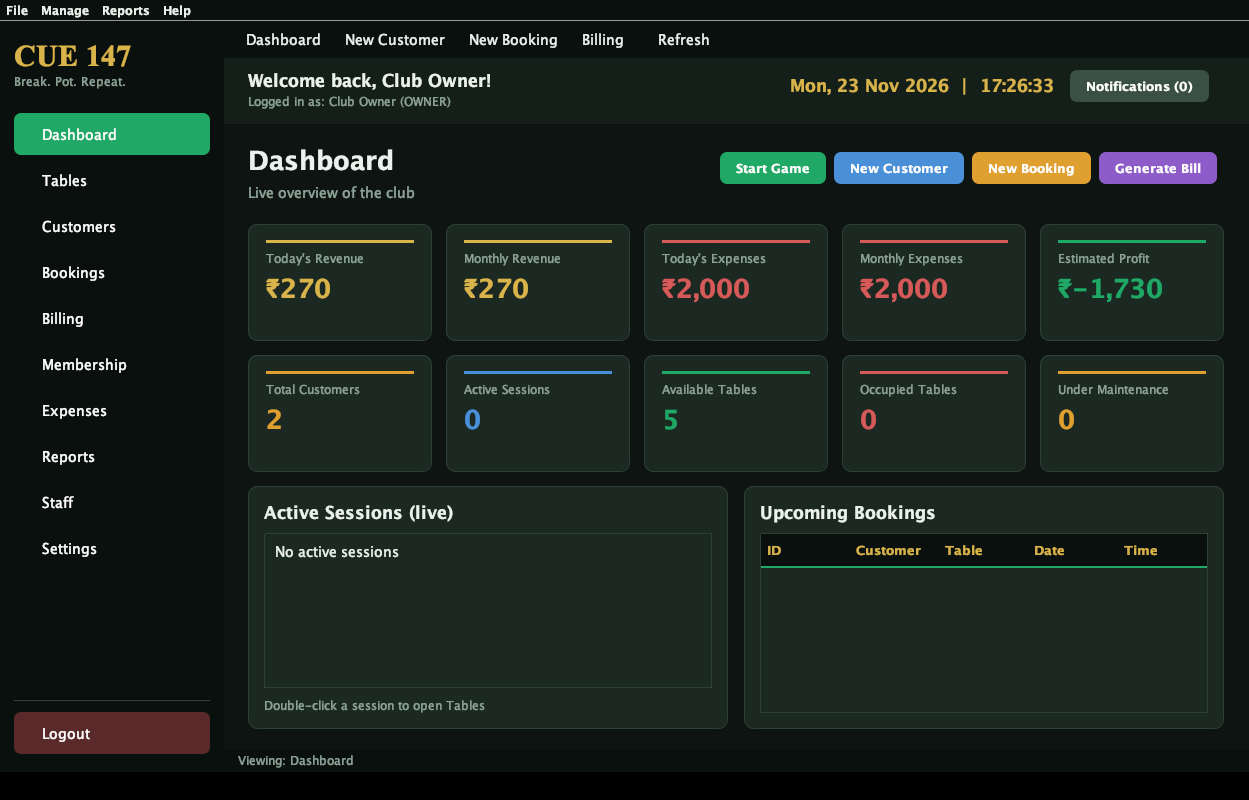 File Manage Reports Help
CUE 147
Break. Pot. Repeat.
Dashboard
Tables
Customers
Bookings
Billing
Membership
Expenses
Reports
Staff
Settings
Logout
Dashboard New Customer New Booking Billing Refresh
Welcome back, Club Owner!
Logged in as: Club Owner (OWNER)
Mon, 23 Nov 2026 | 17:26:33
Notifications (0)
Dashboard
Live overview of the club
Start Game New Customer New Booking Generate Bill
Today's Revenue
₹270
Monthly Revenue
₹270
Today's Expenses
₹2,000
Monthly Expenses
₹2,000
Estimated Profit
₹-1,730
Total Customers
2
Active Sessions
0
Available Tables
5
Occupied Tables
0
Under Maintenance
0
Active Sessions (live)
No active sessions
Double-click a session to open Tables
Upcoming Bookings
ID Customer Table Date Time
Viewing: Dashboard